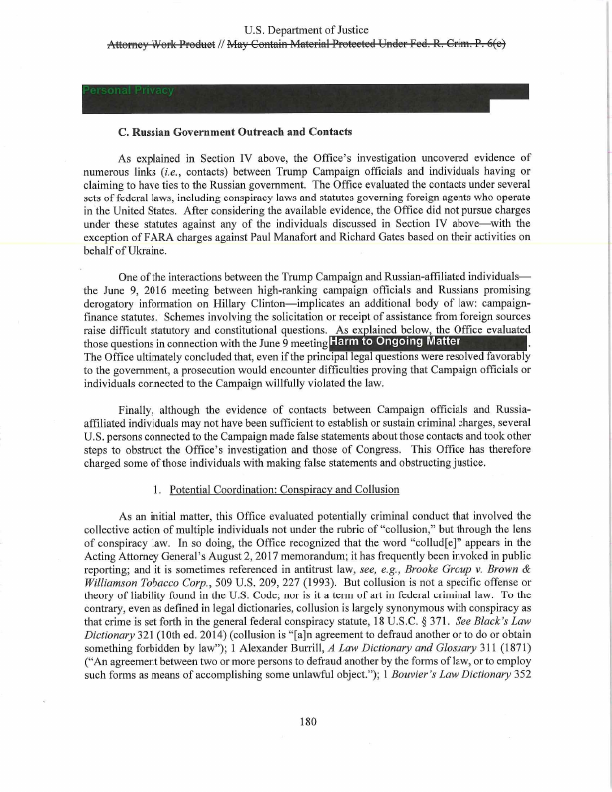 U.S. Department of Justice
Attorney Work Product // May Contain Material Protected Under Fed. R. Crim. P. 6(e)
Personal Privacy
C. Russian Government Outreach and Contacts
As explained in Section IV above, the Office's investigation uncovered evidence of
numerous links (i.e., contacts) between Trump Campaign officials and individuals having or
claiming to have ties to the Russian government. The Office evaluated the contacts under several
sets of federal laws, including conspiracy laws and statutes governing foreign agents who operate
in the United States. After considering the available evidence, the Office did not pursue charges
under these statutes against any of the individuals discussed in Section IV above—with the
exception of FARA charges against Paul Manafort and Richard Gates based on their activities on
behalf of Ukraine.
One of the interactions between the Trump Campaign and Russian-affiliated individuals—
the June 9, 2016 meeting between high-ranking campaign officials and Russians promising
derogatory information on Hillary Clinton—implicates an additional body of law: campaign-
finance statutes. Schemes involving the solicitation or receipt of assistance from foreign sources
raise difficult statutory and constitutional questions. As explained below, the Office evaluated
those questions in connection with the June 9 meeting Harm to Ongoing Matter .
The Office ultimately concluded that, even if the principal legal questions were resolved favorably
to the government, a prosecution would encounter difficulties proving that Campaign officials or
individuals connected to the Campaign willfully violated the law.
Finally, although the evidence of contacts between Campaign officials and Russia-
affiliated individuals may not have been sufficient to establish or sustain criminal charges, several
U.S. persons connected to the Campaign made false statements about those contacts and took other
steps to obstruct the Office's investigation and those of Congress. This Office has therefore
charged some of those individuals with making false statements and obstructing justice.
1. Potential Coordination: Conspiracy and Collusion
As an initial matter, this Office evaluated potentially criminal conduct that involved the
collective action of multiple individuals not under the rubric of "collusion," but through the lens
of conspiracy law. In so doing, the Office recognized that the word "collud[e]" appears in the
Acting Attorney General's August 2, 2017 memorandum; it has frequently been invoked in public
reporting; and it is sometimes referenced in antitrust law, see, e.g., Brooke Group v. Brown &
Williamson Tobacco Corp., 509 U.S. 209, 227 (1993). But collusion is not a specific offense or
theory of liability found in the U.S. Code, nor is it a term of art in federal criminal law. To the
contrary, even as defined in legal dictionaries, collusion is largely synonymous with conspiracy as
that crime is set forth in the general federal conspiracy statute, 18 U.S.C. § 371. See Black's Law
Dictionary 321 (10th ed. 2014) (collusion is "[a]n agreement to defraud another or to do or obtain
something forbidden by law"); 1 Alexander Burrill, A Law Dictionary and Glossary 311 (1871)
("An agreement between two or more persons to defraud another by the forms of law, or to employ
such forms as means of accomplishing some unlawful object."); 1 Bouvier's Law Dictionary 352
180